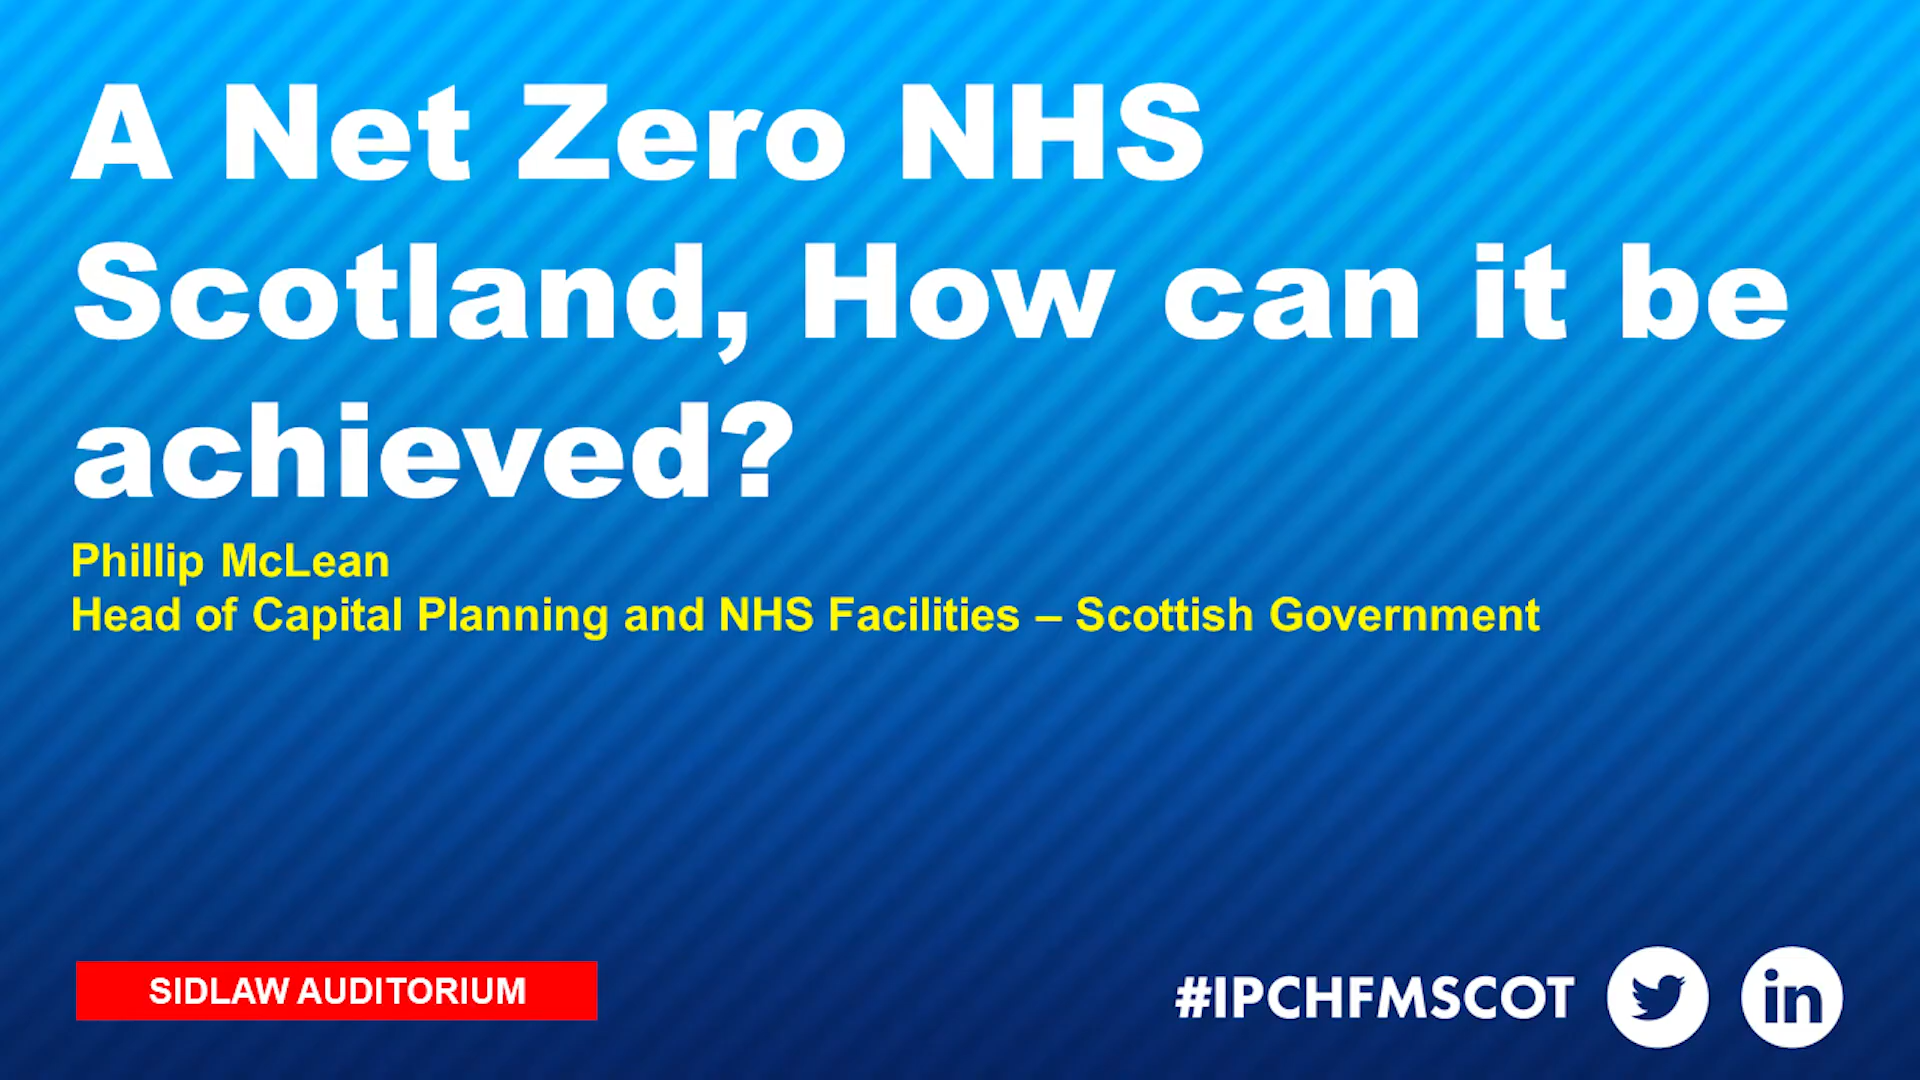 A Net Zero NHS
Scotland, How can it be
achieved?
Phillip McLean
Head of Capital Planning and NHS Facilities – Scottish Government
SIDLAW AUDITORIUM
#IPCHFMSCOT
in